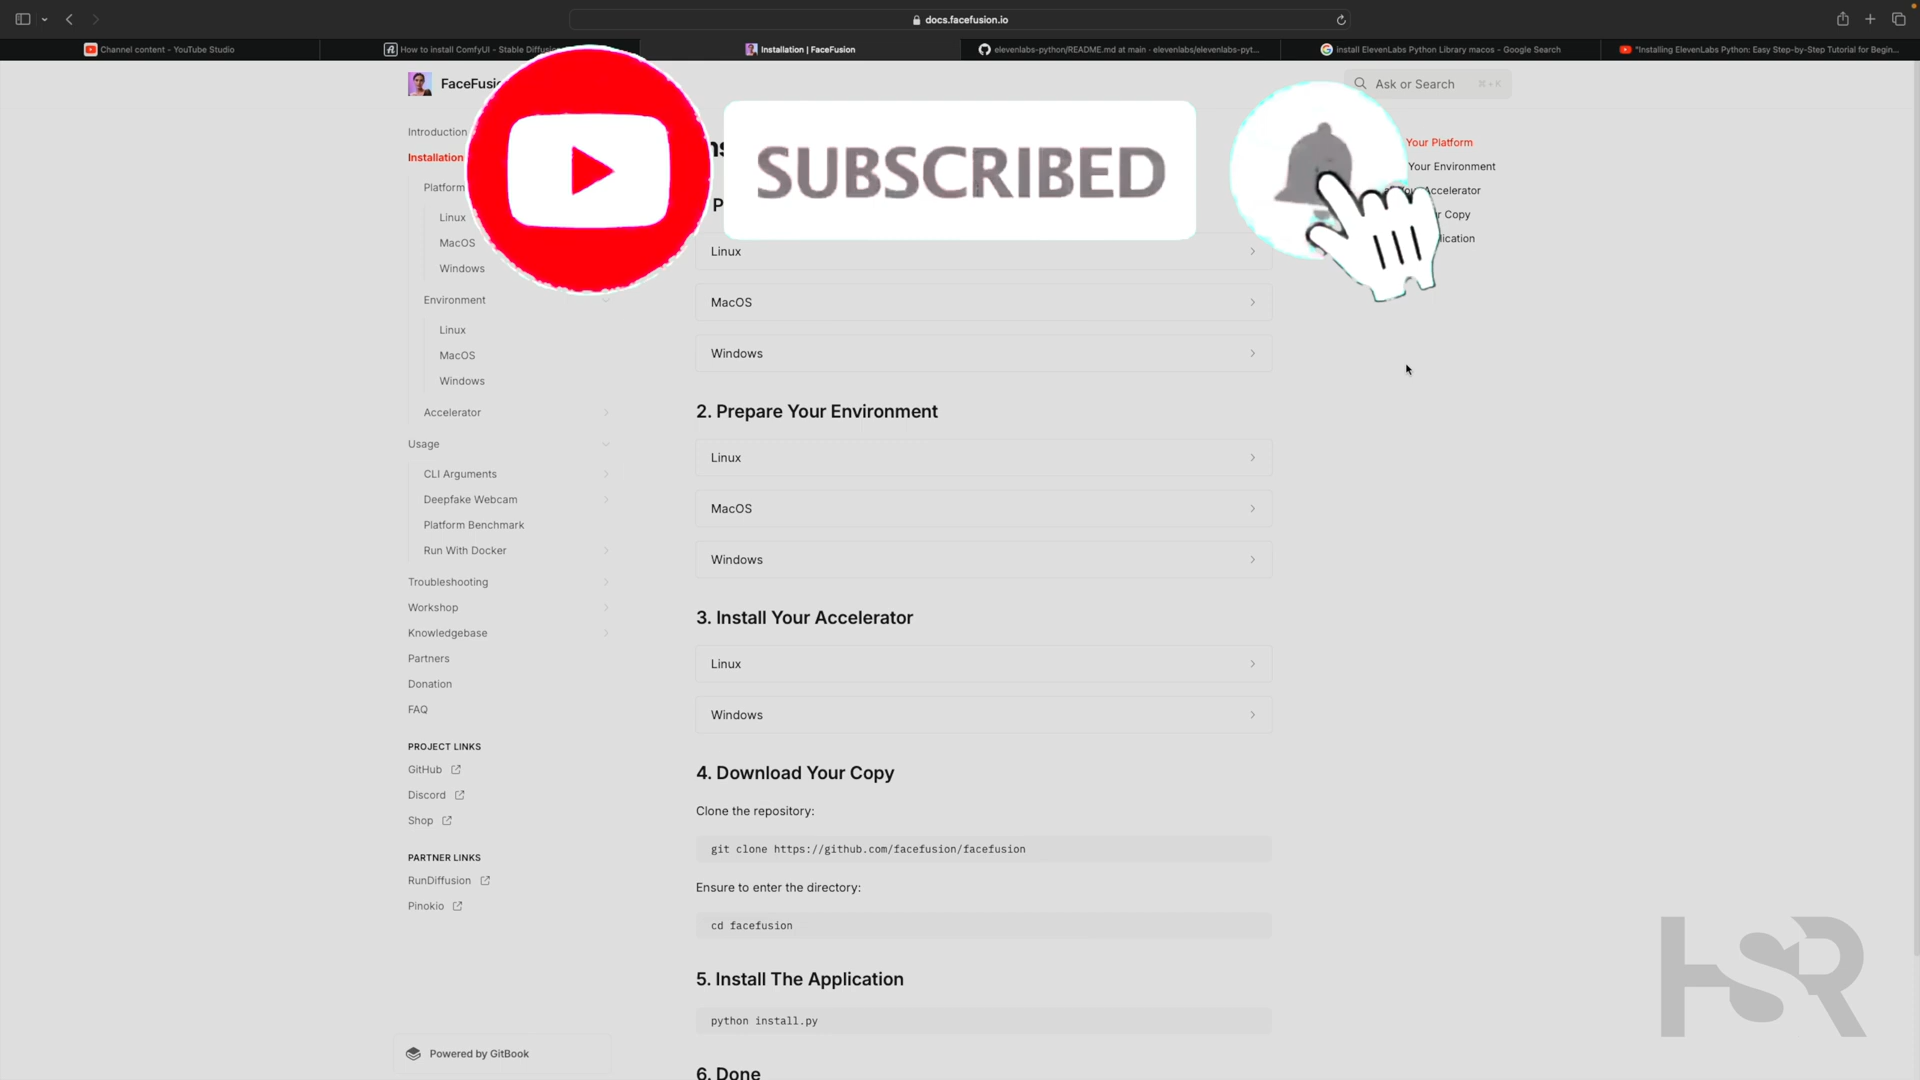 docs.facefusion.io
Channel content - YouTube Studio
How to install ComfyUI - Stable Diffusion
Installation | FaceFusion
elevenlabs-python/README.md at main · elevenlabs/elevenlabs-pyt...
install ElevenLabs Python Library macos - Google Search
"Installing ElevenLabs Python: Easy Step-by-Step Tutorial for Begin...
FaceFusi
Ask or Search
⌘+K
SUBSCRIBED
Introduction
Installation
Platform
Linux
MacOS
Windows
Environment
Linux
MacOS
Windows
Accelerator
Usage
CLI Arguments
Deepfake Webcam
Platform Benchmark
Run With Docker
Troubleshooting
Workshop
Knowledgebase
Partners
Donation
FAQ
PROJECT LINKS
GitHub
Discord
Shop
PARTNER LINKS
RunDiffusion
Pinokio
Powered by GitBook
Linux
MacOS
Windows
2. Prepare Your Environment
Linux
MacOS
Windows
3. Install Your Accelerator
Linux
Windows
4. Download Your Copy
Clone the repository:
git clone https://github.com/facefusion/facefusion
Ensure to enter the directory:
cd facefusion
5. Install The Application
python install.py
6. Done
Your Platform
Your Environment
Your Accelerator
Copy
lication
HSR